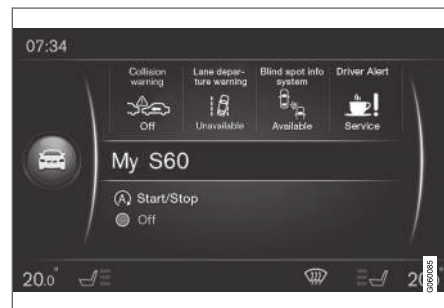 07:34
Collision warning
Lane depar-
ture warning
Blind spot info
system
Driver Alert
Off
Unavailable
Available
Service
My S60
A Start/Stop
Off
20.0°
G060085